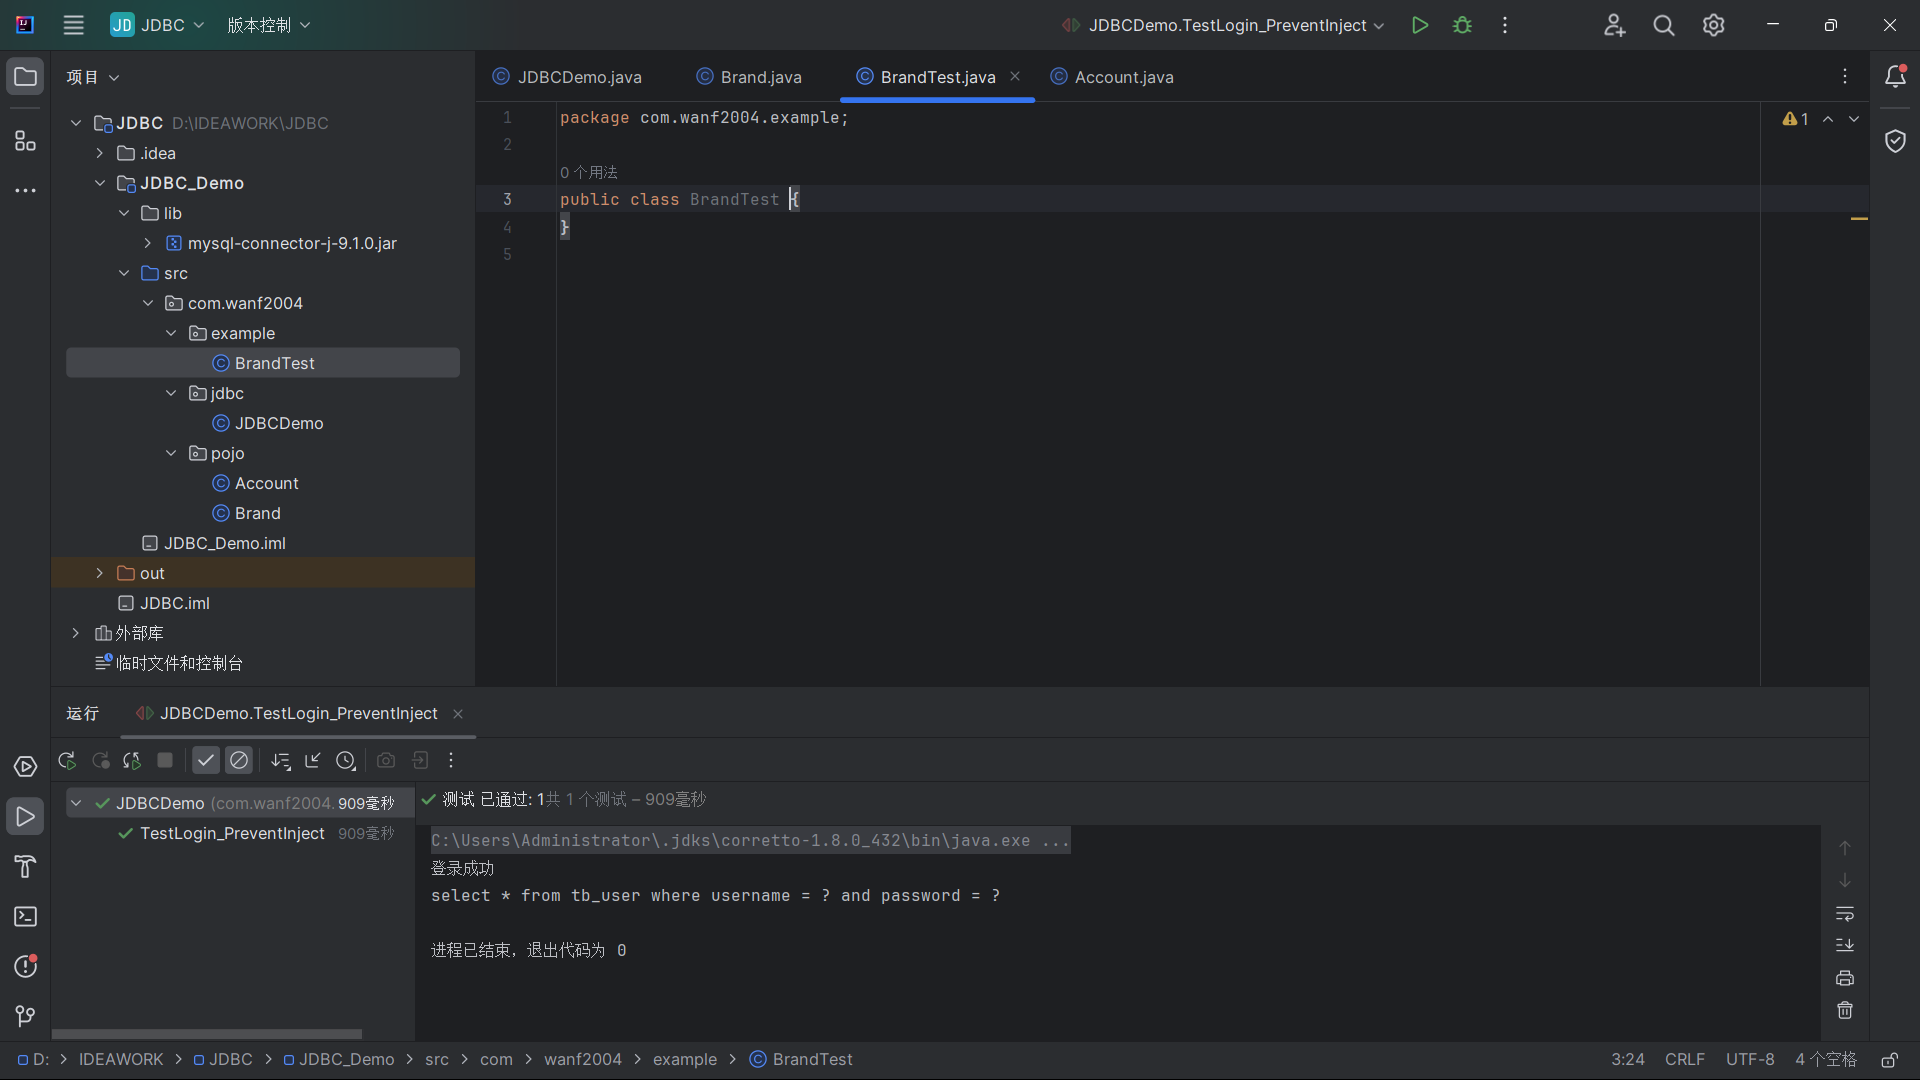 JD JDBC 版本控制 JDBCDemo.TestLogin_PreventInject
项目
JDBCDemo.java Brand.java BrandTest.java Account.java
JDBC D:\IDEAWORK\JDBC
.idea
JDBC_Demo
lib
mysql-connector-j-9.1.0.jar
src
com.wanf2004
example
BrandTest
jdbc
JDBCDemo
pojo
Account
Brand
JDBC_Demo.iml
out
JDBC.iml
外部库
临时文件和控制台
1 package com.wanf2004.example;
2
0 个用法
3 public class BrandTest {
4 }
5
1
运行 JDBCDemo.TestLogin_PreventInject
JDBCDemo (com.wanf2004. 909毫秒
TestLogin_PreventInject 909毫秒
测试 已通过: 1共 1 个测试 – 909毫秒
C:\Users\Administrator\.jdks\corretto-1.8.0_432\bin\java.exe ...
登录成功
select * from tb_user where username = ? and password = ?
进程已结束，退出代码为 0
D: IDEAWORK JDBC JDBC_Demo src com wanf2004 example BrandTest 3:24 CRLF UTF-8 4 个空格